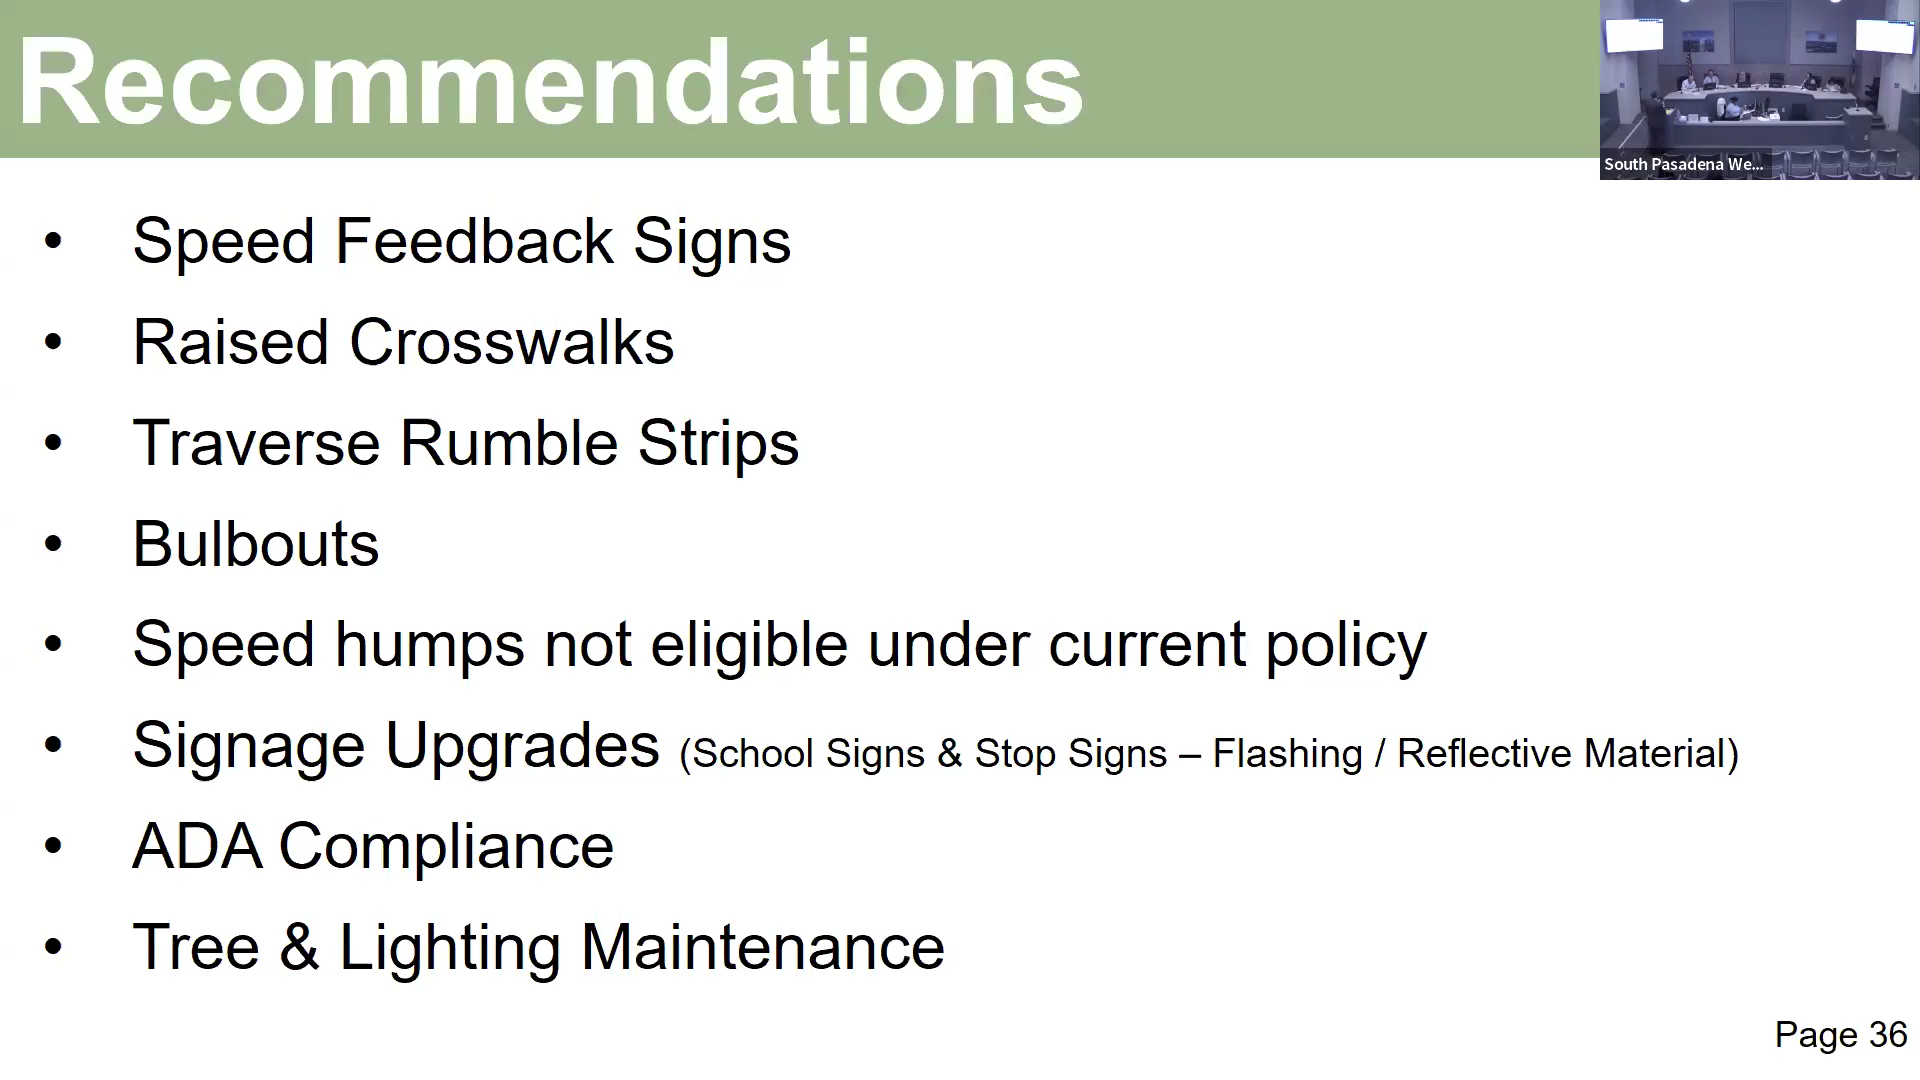 Recommendations
South Pasadena We...
• Speed Feedback Signs
• Raised Crosswalks
• Traverse Rumble Strips
• Bulbouts
• Speed humps not eligible under current policy
• Signage Upgrades (School Signs & Stop Signs – Flashing / Reflective Material)
• ADA Compliance
• Tree & Lighting Maintenance
Page 36